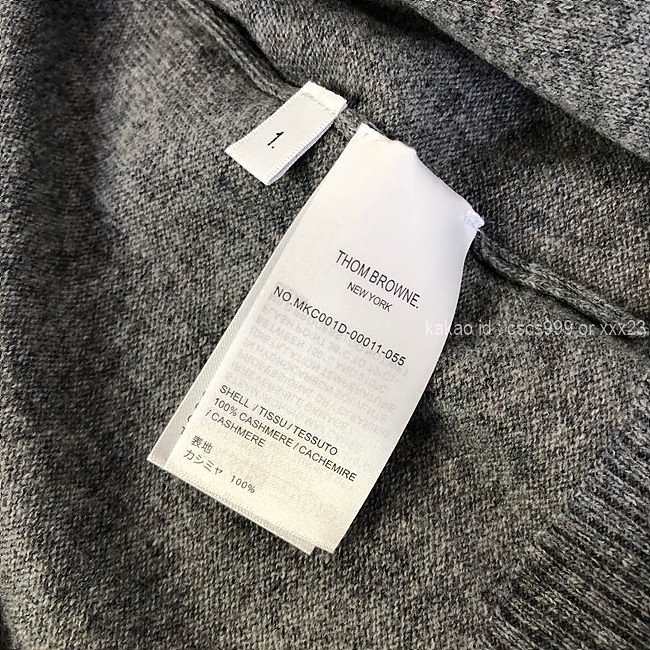 1.
THOM BROWNE.
NEW YORK
NO.MKC001D-00011-055
kakao id : cscs999 or xxx23
SHELL / TISSU / TESSUTO
100% CASHMERE / CACHEMIRE
/ CASHMERE
表地
カシミヤ 100%